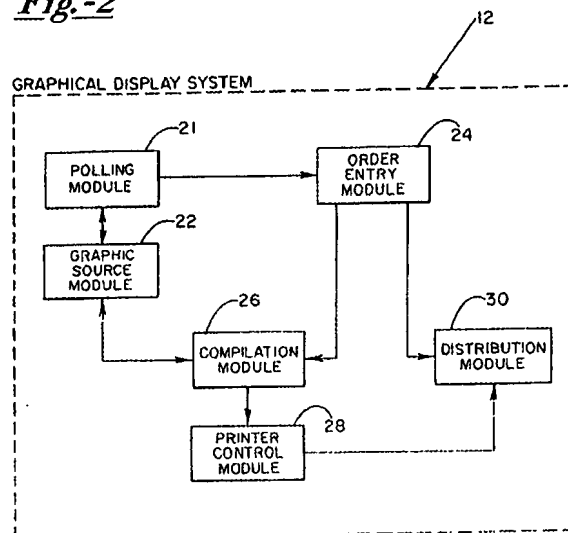 Fig.-2
12
GRAPHICAL DISPLAY SYSTEM
21
POLLING
MODULE
24
ORDER
ENTRY
MODULE
22
GRAPHIC
SOURCE
MODULE
26
COMPILATION
MODULE
30
DISTRIBUTION
MODULE
28
PRINTER
CONTROL
MODULE